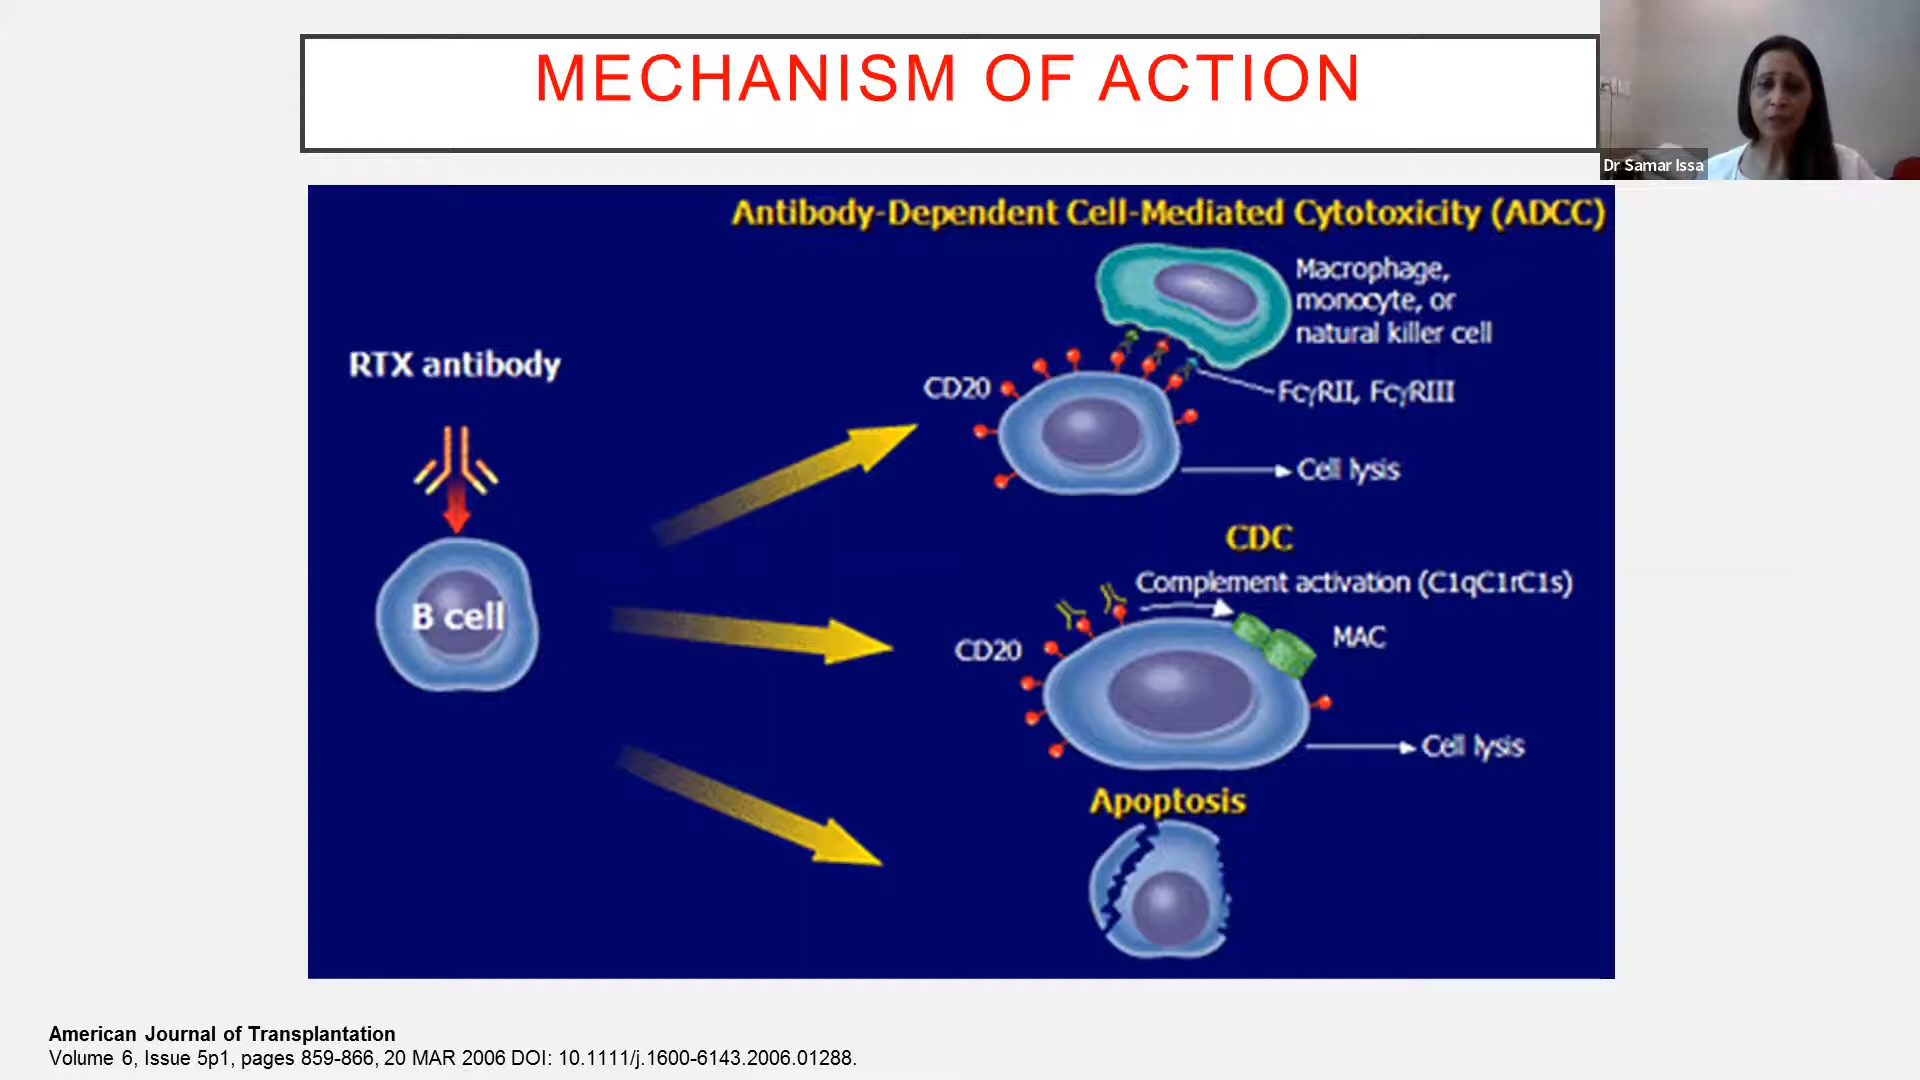 MECHANISM OF ACTION
Dr Samar Issa
Antibody-Dependent Cell-Mediated Cytotoxicity (ADCC)
Macrophage,
monocyte, or
natural killer cell
RTX antibody
CD20
FcγRII, FcγRIII
Cell lysis
CDC
Complement activation (C1qC1rC1s)
B cell
MAC
CD20
Cell lysis
Apoptosis
American Journal of Transplantation
Volume 6, Issue 5p1, pages 859-866, 20 MAR 2006 DOI: 10.1111/j.1600-6143.2006.01288.